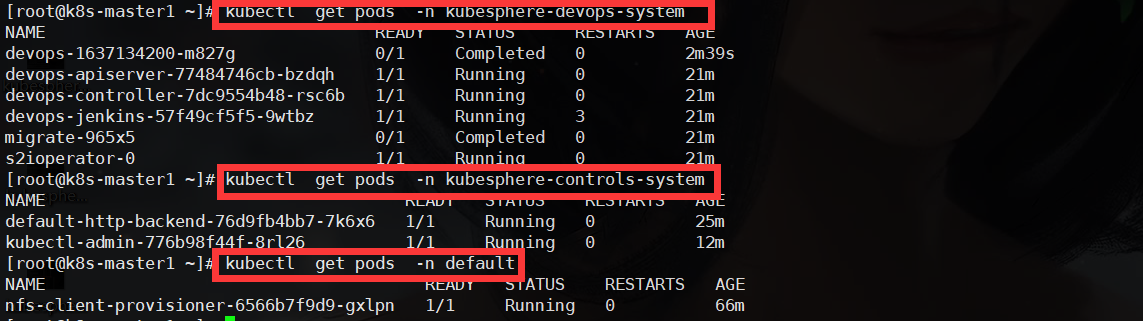 [root@k8s-master1 ~]# kubectl  get pods  -n kubesphere-devops-system
NAME                                 READY   STATUS      RESTARTS   AGE
devops-1637134200-m827g              0/1     Completed   0          2m39s
devops-apiserver-77484746cb-bzdqh    1/1     Running     0          21m
devops-controller-7dc9554b48-rsc6b   1/1     Running     0          21m
devops-jenkins-57f49cf5f5-9wtbz      1/1     Running     3          21m
migrate-965x5                        0/1     Completed   0          21m
s2ioperator-0                        1/1     Running     0          21m
[root@k8s-master1 ~]# kubectl  get pods  -n kubesphere-controls-system
NAME                                    READY   STATUS    RESTARTS   AGE
default-http-backend-76d9fb4bb7-7k6x6   1/1     Running   0          25m
kubectl-admin-776b98f44f-8rl26          1/1     Running   0          12m
[root@k8s-master1 ~]# kubectl  get pods  -n default
NAME                                      READY   STATUS    RESTARTS   AGE
nfs-client-provisioner-6566b7f9d9-gxlpn   1/1     Running   0          66m